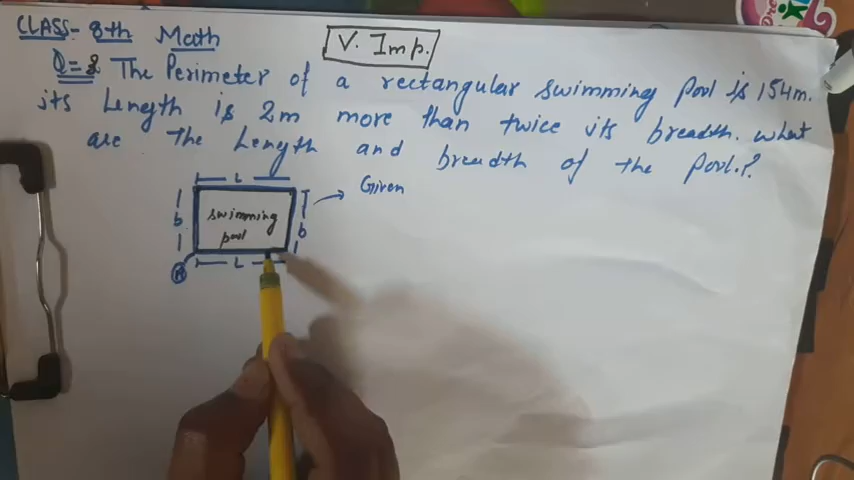 CLASS- 8th Math
V. Imp.
Q=2 The Perimeter of a rectangular swimming Pool is 154m.
its Length is 2m more than twice its breadth. what
are the Length and breadth of the Pool.?
L
Given
b
swimming
pool
b
L
A